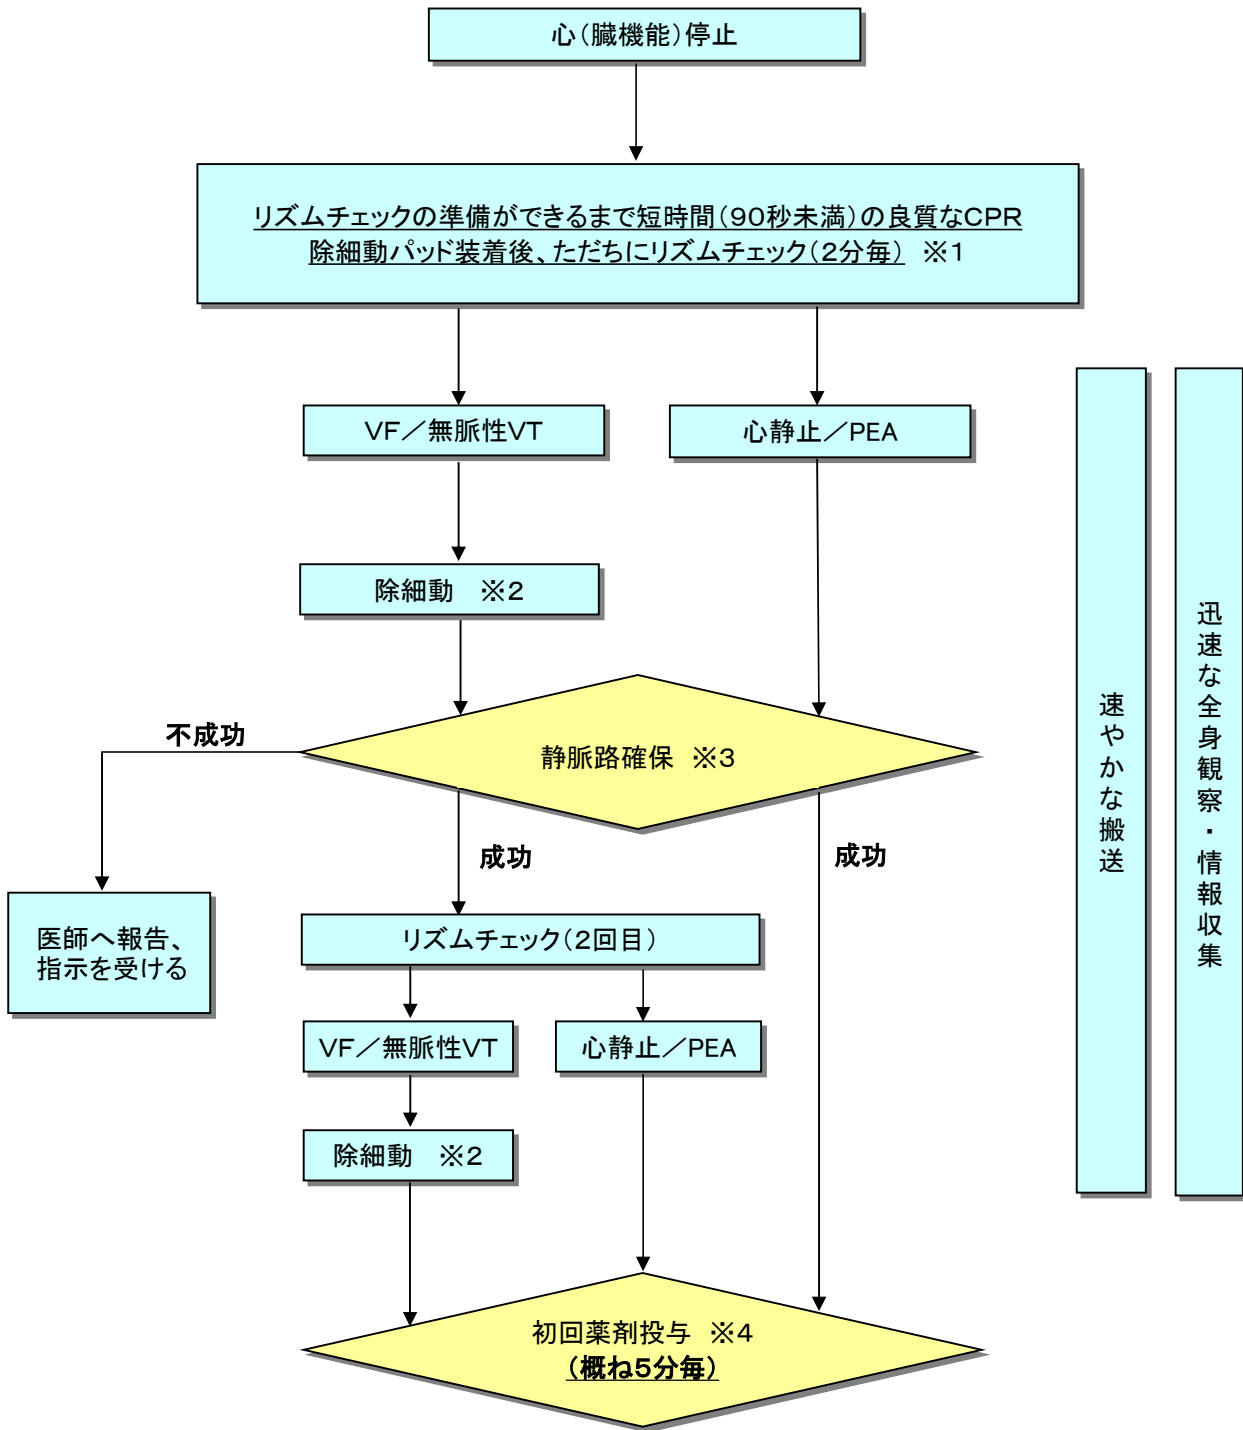 心（臓機能）停止
リズムチェックの準備ができるまで短時間（９０秒未満）の良質なＣＰＲ
除細動パッド装着後、ただちにリズムチェック（２分毎）　※１
ＶＦ／無脈性ＶＴ
心静止／PEA
除細動　※２
不成功
静脈路確保　※３
成功
成功
医師へ報告、
指示を受ける
リズムチェック（２回目）
ＶＦ／無脈性ＶＴ
心静止／PEA
除細動　※２
初回薬剤投与　※４
（概ね５分毎）
速やかな搬送
迅速な全身観察・情報収集